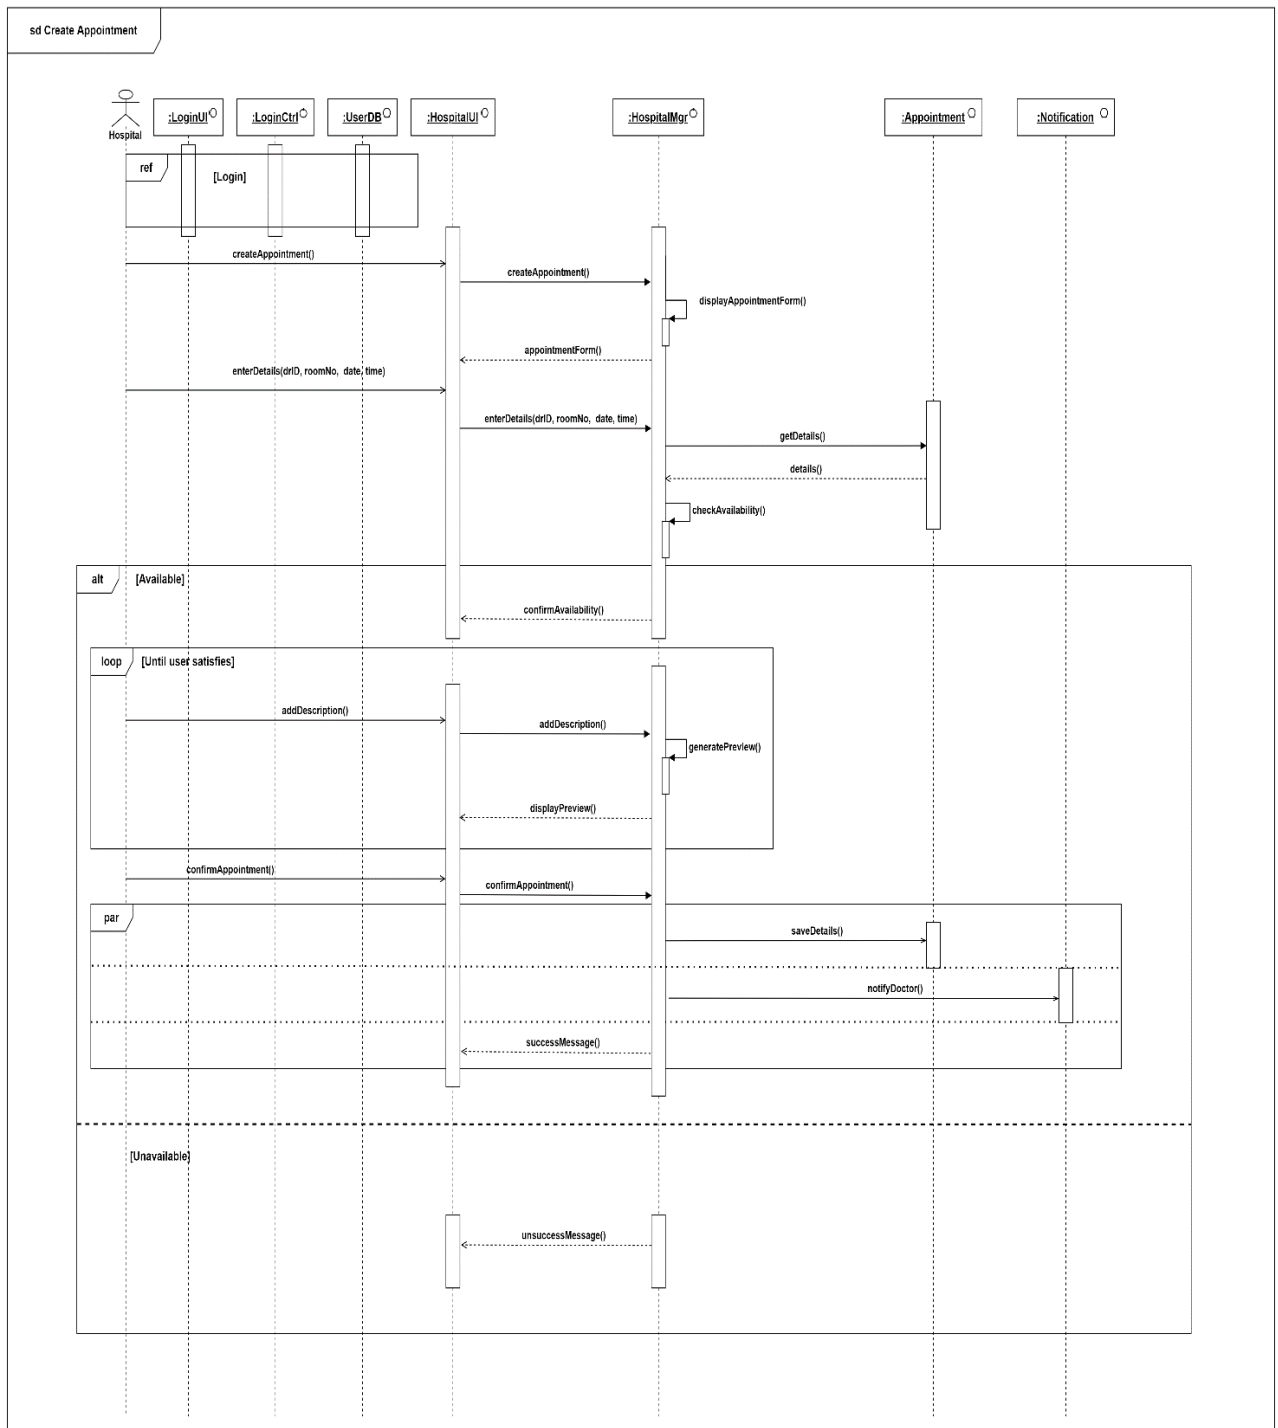 sd Create Appointment
Hospital
:LoginUI
:LoginCtrl
:UserDB
:HospitalUI
:HospitalMgr
:Appointment
:Notification
ref
[Login]
createAppointment()
createAppointment()
displayAppointmentForm()
appointmentForm()
enterDetails(drID, roomNo, date, time)
enterDetails(drID, roomNo, date, time)
getDetails()
details()
checkAvailability()
alt
[Available]
confirmAvailability()
loop
[Until user satisfies]
addDescription()
addDescription()
generatePreview()
displayPreview()
confirmAppointment()
confirmAppointment()
par
saveDetails()
notifyDoctor()
successMessage()
[Unavailable]
unsuccessMessage()